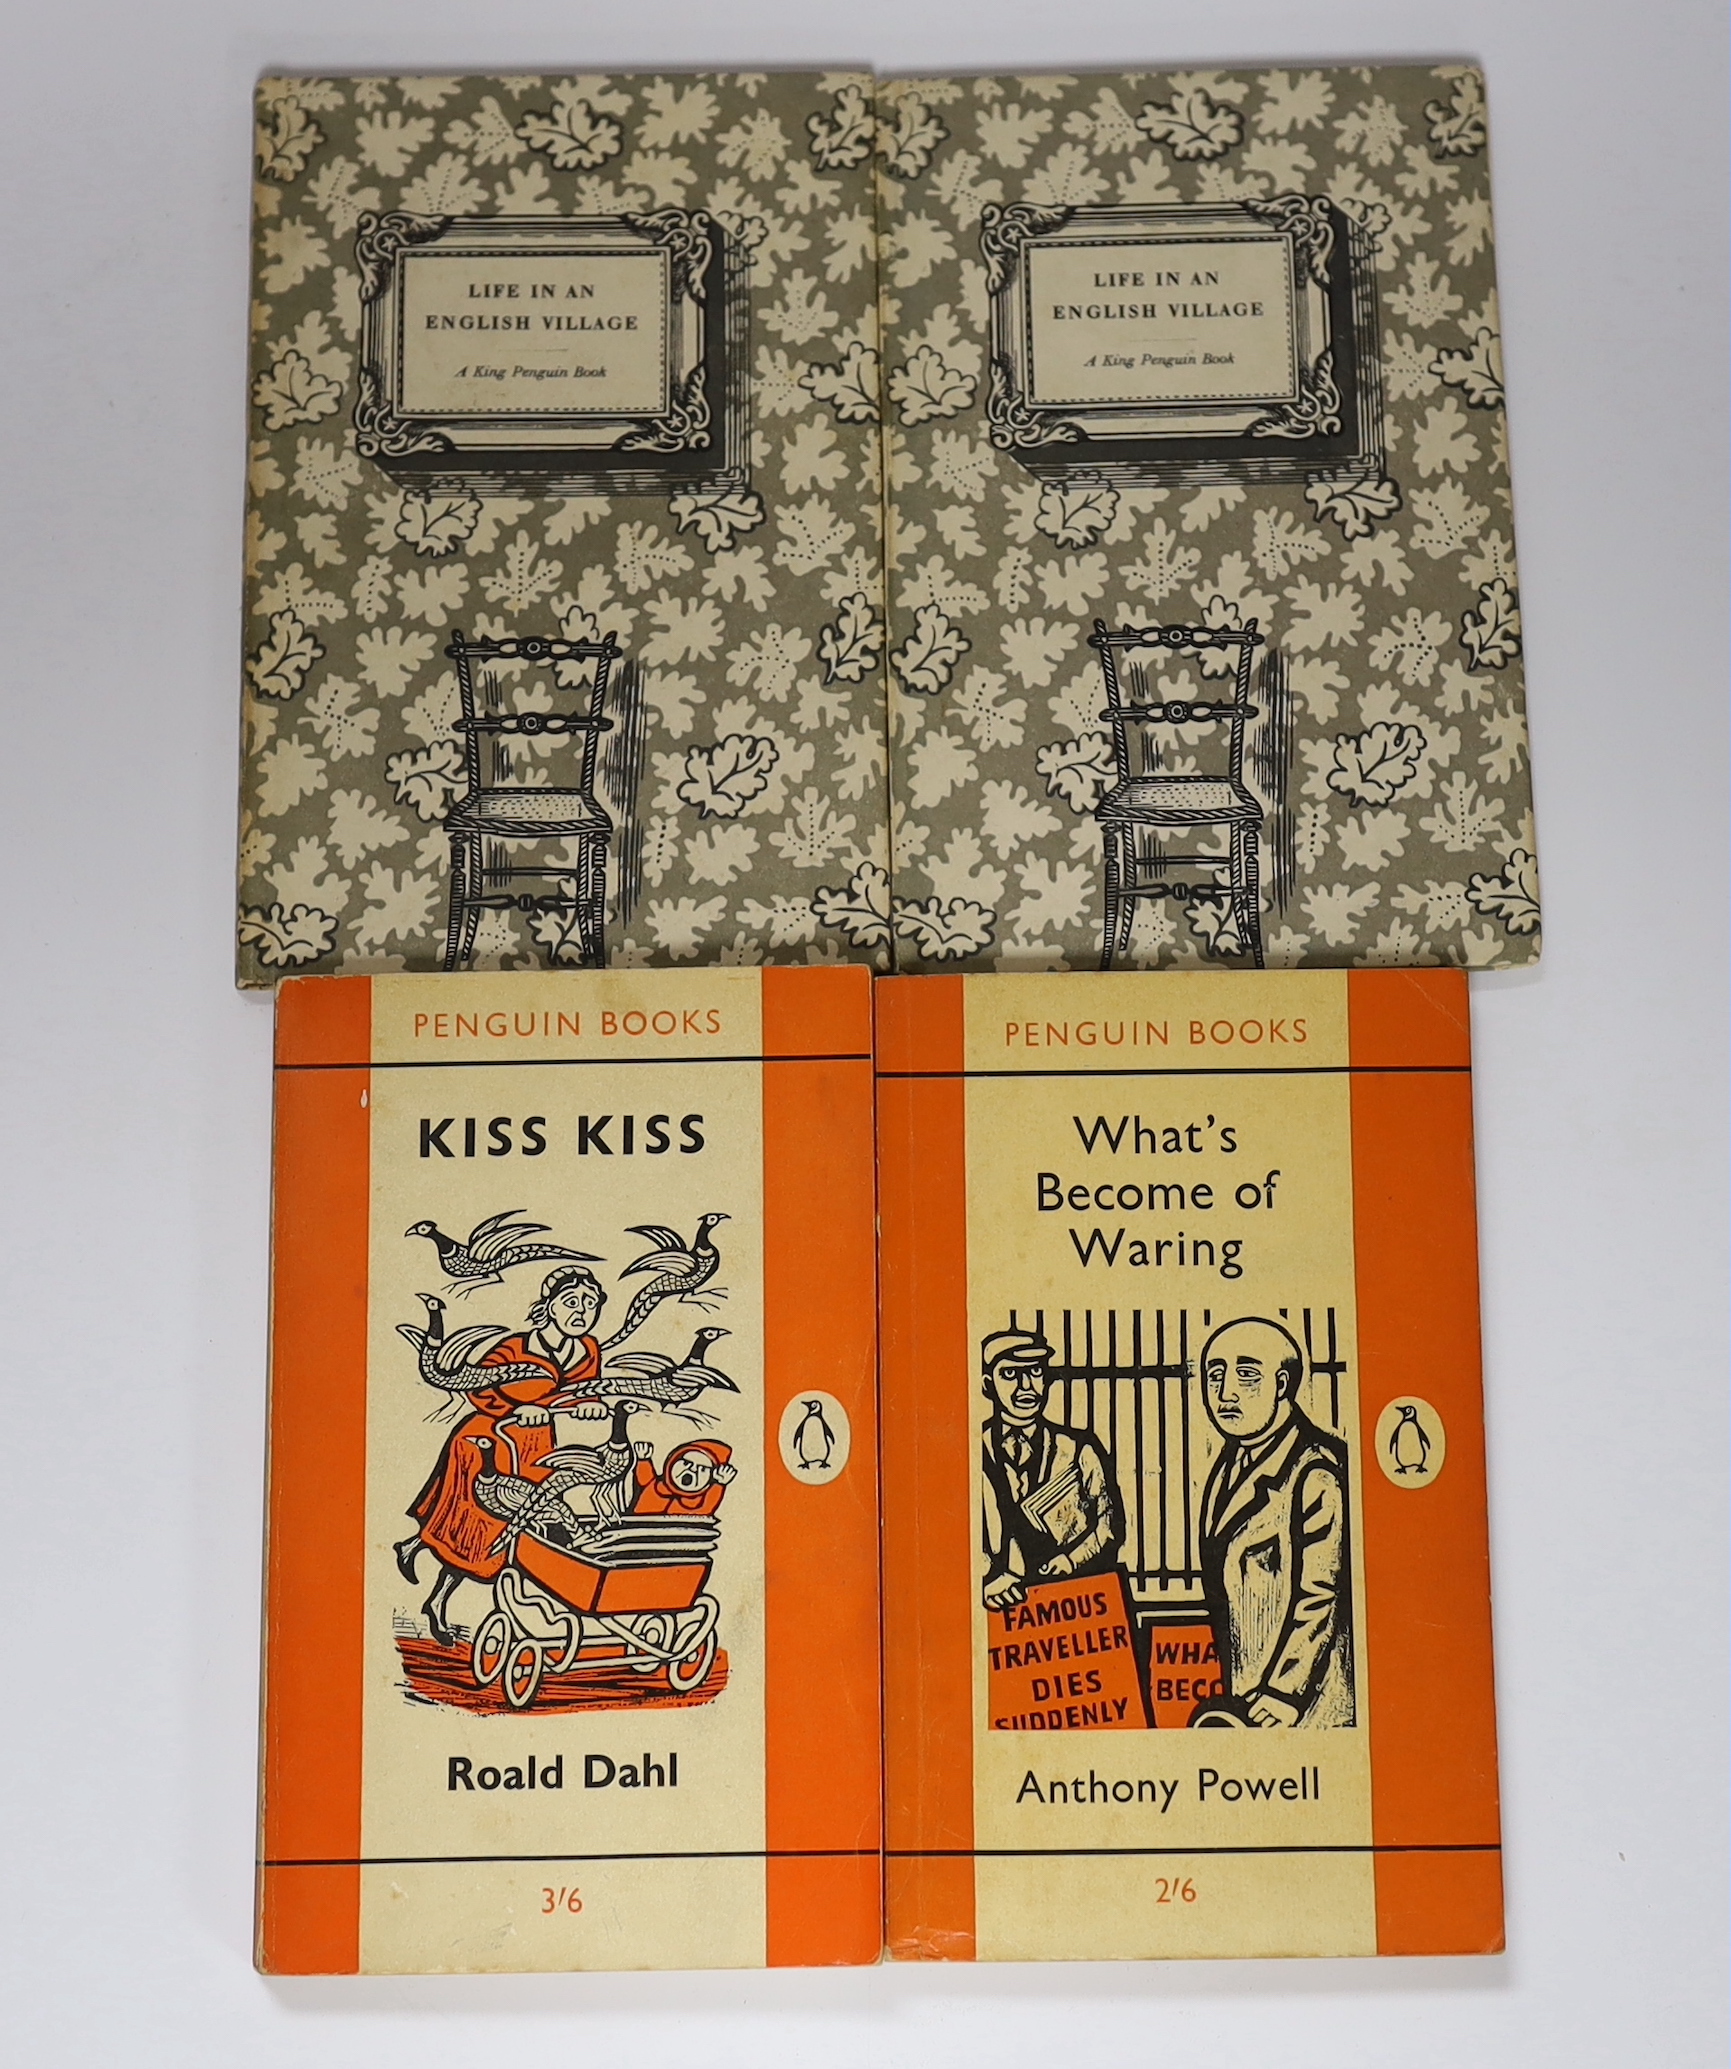 LIFE IN AN
ENGLISH VILLAGE
A King Penguin Book
LIFE IN AN
ENGLISH VILLAGE
A King Penguin Book
PENGUIN BOOKS
KISS KISS
Roald Dahl
3'6
PENGUIN BOOKS
What's
Become of
Waring
FAMOUS
TRAVELLER
DIES
SUDDENLY
WHA
BECO
Anthony Powell
2'6